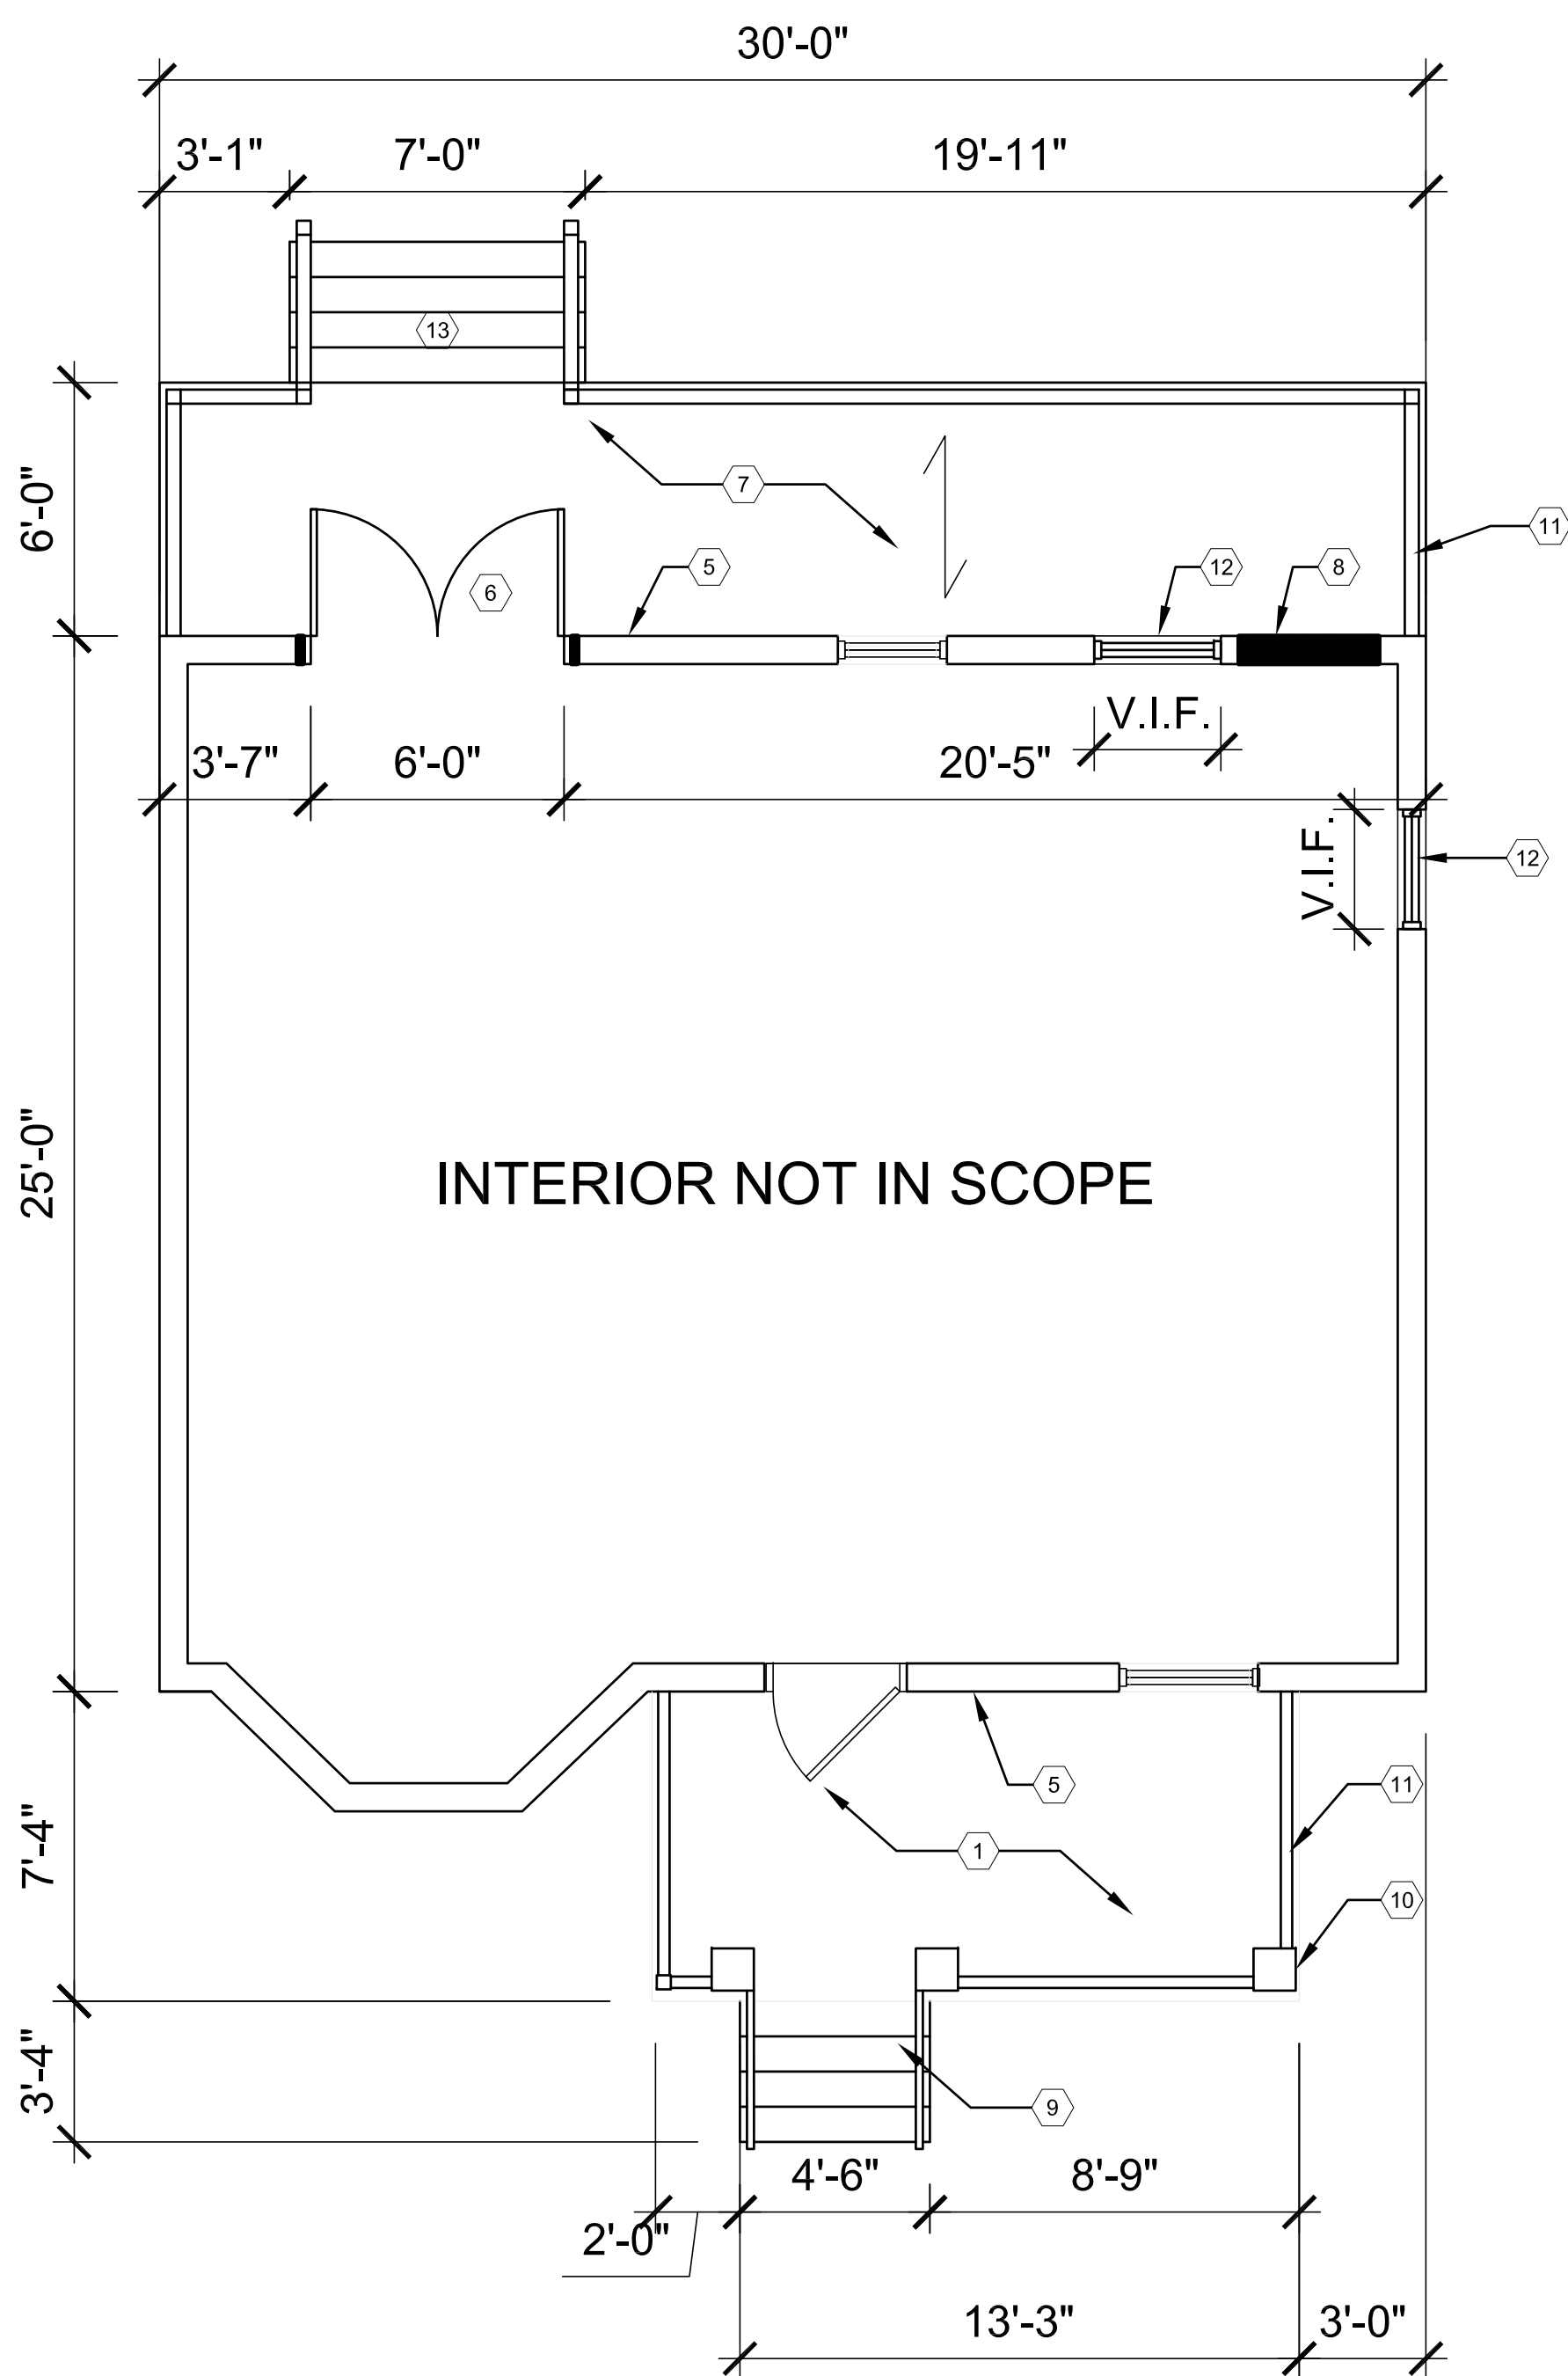 30'-0"
3'-1" 7'-0" 19'-11"
13
7
6'-0"
11
5 12 8
6
V.I.F.
3'-7" 6'-0" 20'-5"
V.I.F.
12
25'-0"
INTERIOR NOT IN SCOPE
5 11
7'-4"
1
10
3'-4"
9
4'-6" 8'-9"
2'-0"
13'-3" 3'-0"